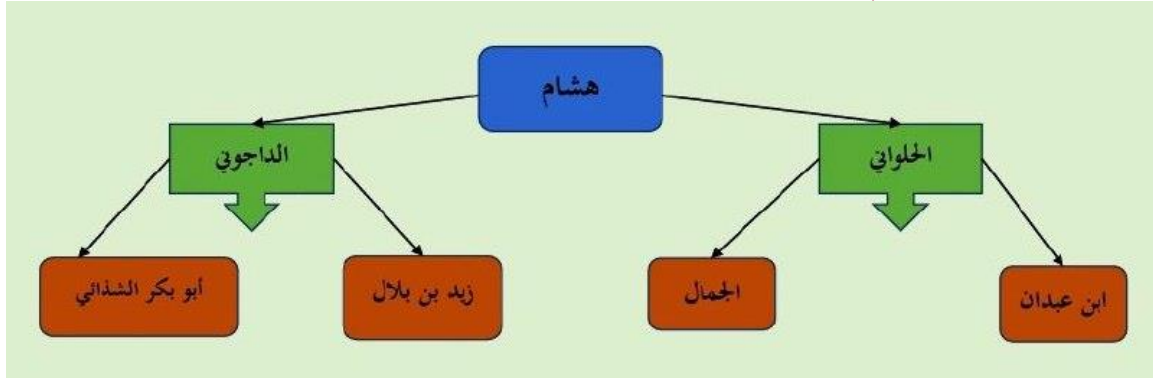 هشام
الحلواني
الداجوني
ابن عبدان
الجمال
زيد بن بلال
أبو بكر الشذائي